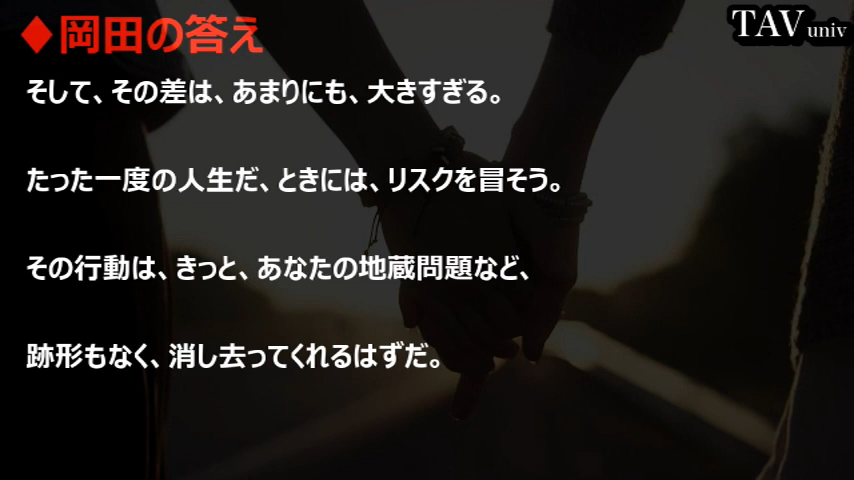 ♦岡田の答え
TAV univ
そして、その差は、あまりにも、大きすぎる。
たった一度の人生だ、ときには、リスクを冒そう。
その行動は、きっと、あなたの地蔵問題など、
跡形もなく、消し去ってくれるはずだ。